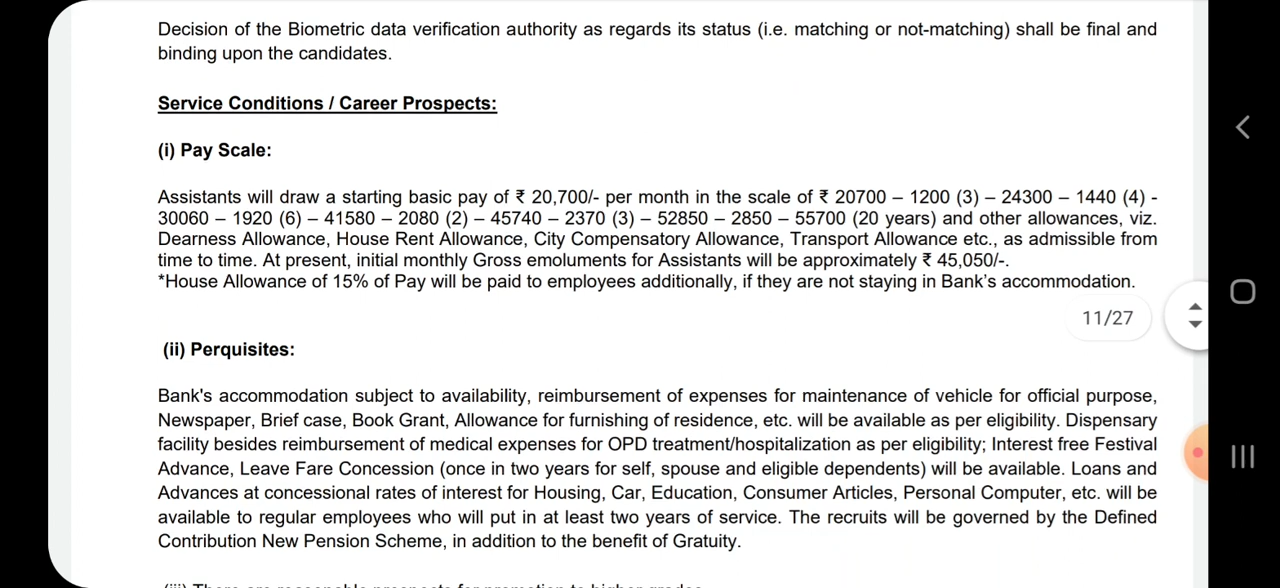 Decision of the Biometric data verification authority as regards its status (i.e. matching or not-matching) shall be final and
binding upon the candidates.
Service Conditions / Career Prospects:
(i) Pay Scale:
Assistants will draw a starting basic pay of ₹ 20,700/- per month in the scale of ₹ 20700 – 1200 (3) – 24300 – 1440 (4) -
30060 – 1920 (6) – 41580 – 2080 (2) – 45740 – 2370 (3) – 52850 – 2850 – 55700 (20 years) and other allowances, viz.
Dearness Allowance, House Rent Allowance, City Compensatory Allowance, Transport Allowance etc., as admissible from
time to time. At present, initial monthly Gross emoluments for Assistants will be approximately ₹ 45,050/-.
*House Allowance of 15% of Pay will be paid to employees additionally, if they are not staying in Bank's accommodation.
11/27
(ii) Perquisites:
Bank's accommodation subject to availability, reimbursement of expenses for maintenance of vehicle for official purpose,
Newspaper, Brief case, Book Grant, Allowance for furnishing of residence, etc. will be available as per eligibility. Dispensary
facility besides reimbursement of medical expenses for OPD treatment/hospitalization as per eligibility; Interest free Festival
Advance, Leave Fare Concession (once in two years for self, spouse and eligible dependents) will be available. Loans and
Advances at concessional rates of interest for Housing, Car, Education, Consumer Articles, Personal Computer, etc. will be
available to regular employees who will put in at least two years of service. The recruits will be governed by the Defined
Contribution New Pension Scheme, in addition to the benefit of Gratuity.
(iii) There are reasonable prospects for promotion to higher grades.